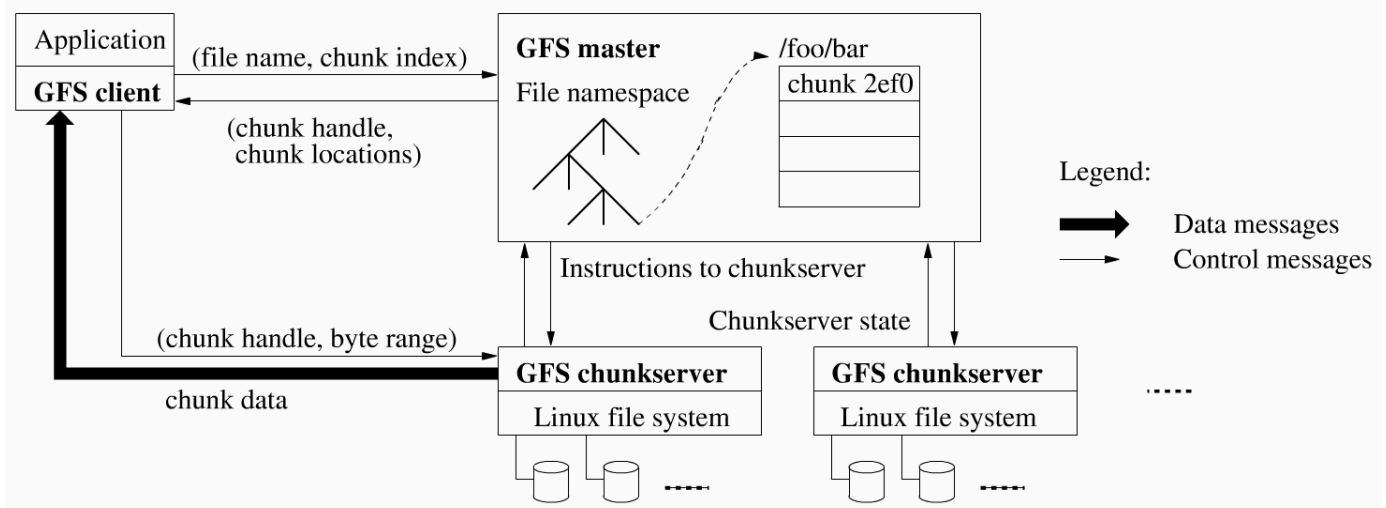 Application
GFS client
(file name, chunk index)
(chunk handle,
chunk locations)
GFS master
File namespace
/foo/bar
chunk 2ef0
Legend:
Data messages
Control messages
Instructions to chunkserver
Chunkserver state
(chunk handle, byte range)
chunk data
GFS chunkserver
Linux file system
GFS chunkserver
Linux file system